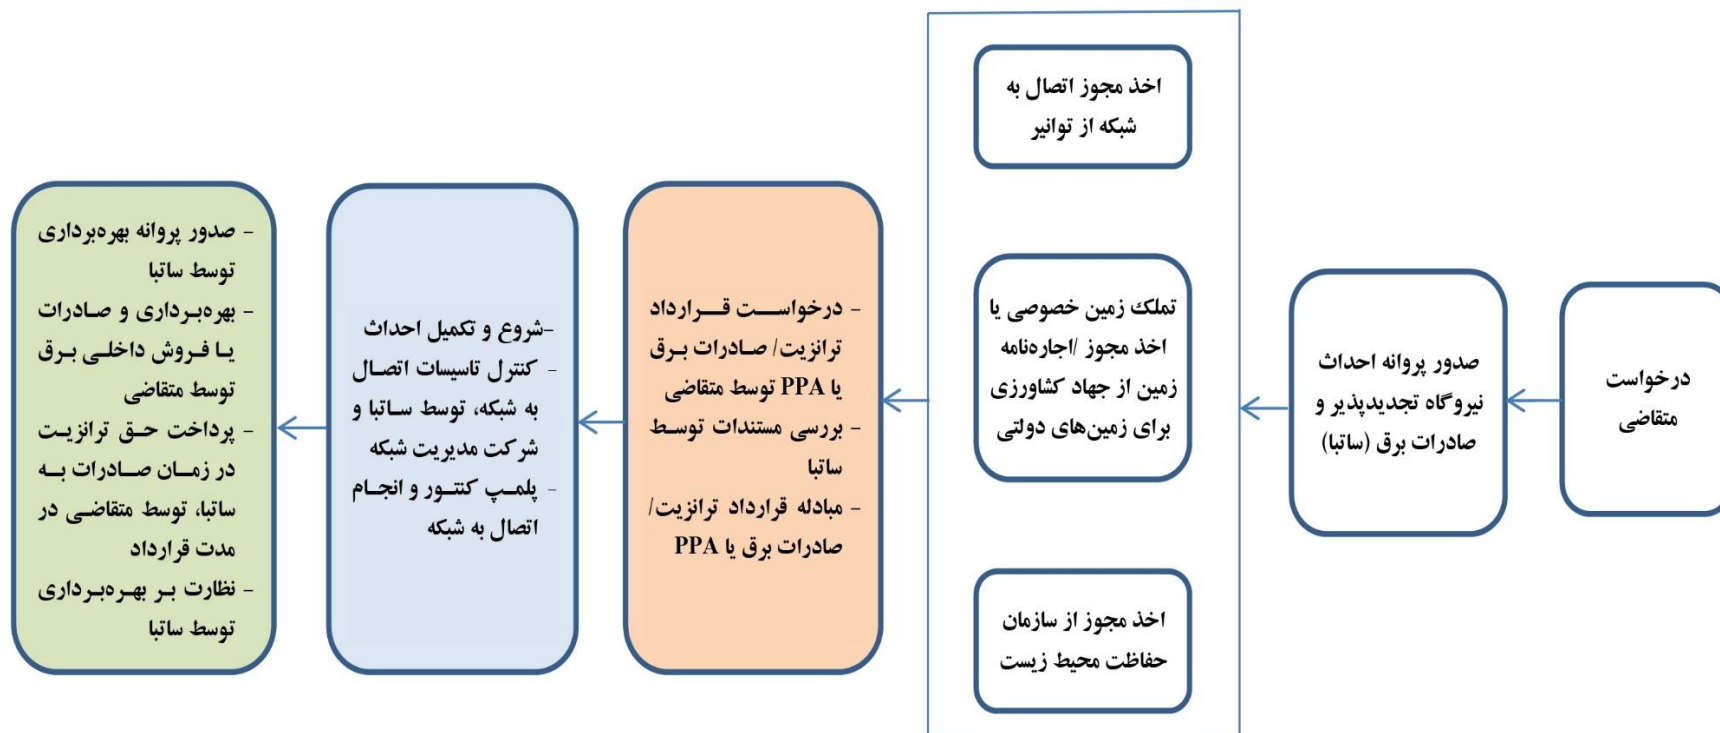 درخواست
متقاضی
صدور پروانه احداث
نیروگاه تجدیدپذیر و
صادرات برق (ساتبا)
اخذ مجوز اتصال به
شبکه از توانیر
تملک زمین خصوصی یا
اخذ مجوز /اجاره‌نامه
زمین از جهاد کشاورزی
برای زمین‌های دولتی
اخذ مجوز از سازمان
حفاظت محیط زیست
- درخواست قرارداد
ترانزیت/ صادرات برق
یا PPA توسط متقاضی
- بررسی مستندات توسط
ساتبا
- مبادله قرارداد ترانزیت/
صادرات برق یا PPA
-شروع و تکمیل احداث
- کنترل تاسیسات اتصال
به شبکه، توسط ساتبا و
شرکت مدیریت شبکه
- پلمپ کنتور و انجام
اتصال به شبکه
- صدور پروانه بهره‌برداری
توسط ساتبا
- بهره‌برداری و صادرات
یا فروش داخلی برق
توسط متقاضی
- پرداخت حق ترانزیت
در زمان صادرات به
ساتبا، توسط متقاضی در
مدت قرارداد
- نظارت بر بهره‌برداری
توسط ساتبا